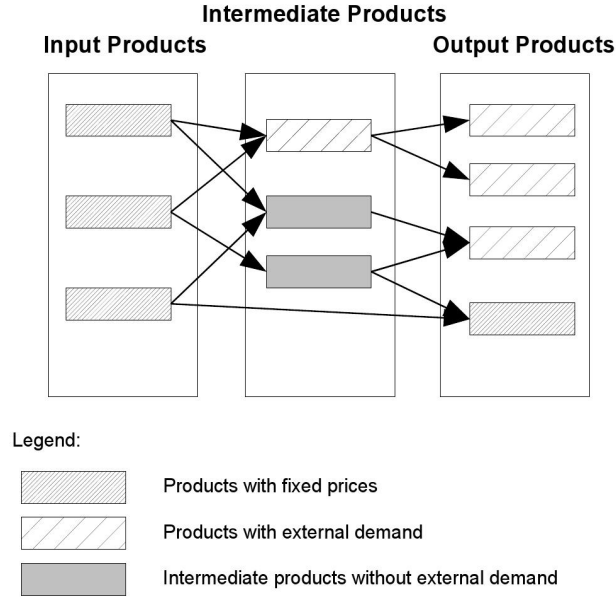 Intermediate Products
Input Products
Output Products
Legend:
Products with fixed prices
Products with external demand
Intermediate products without external demand